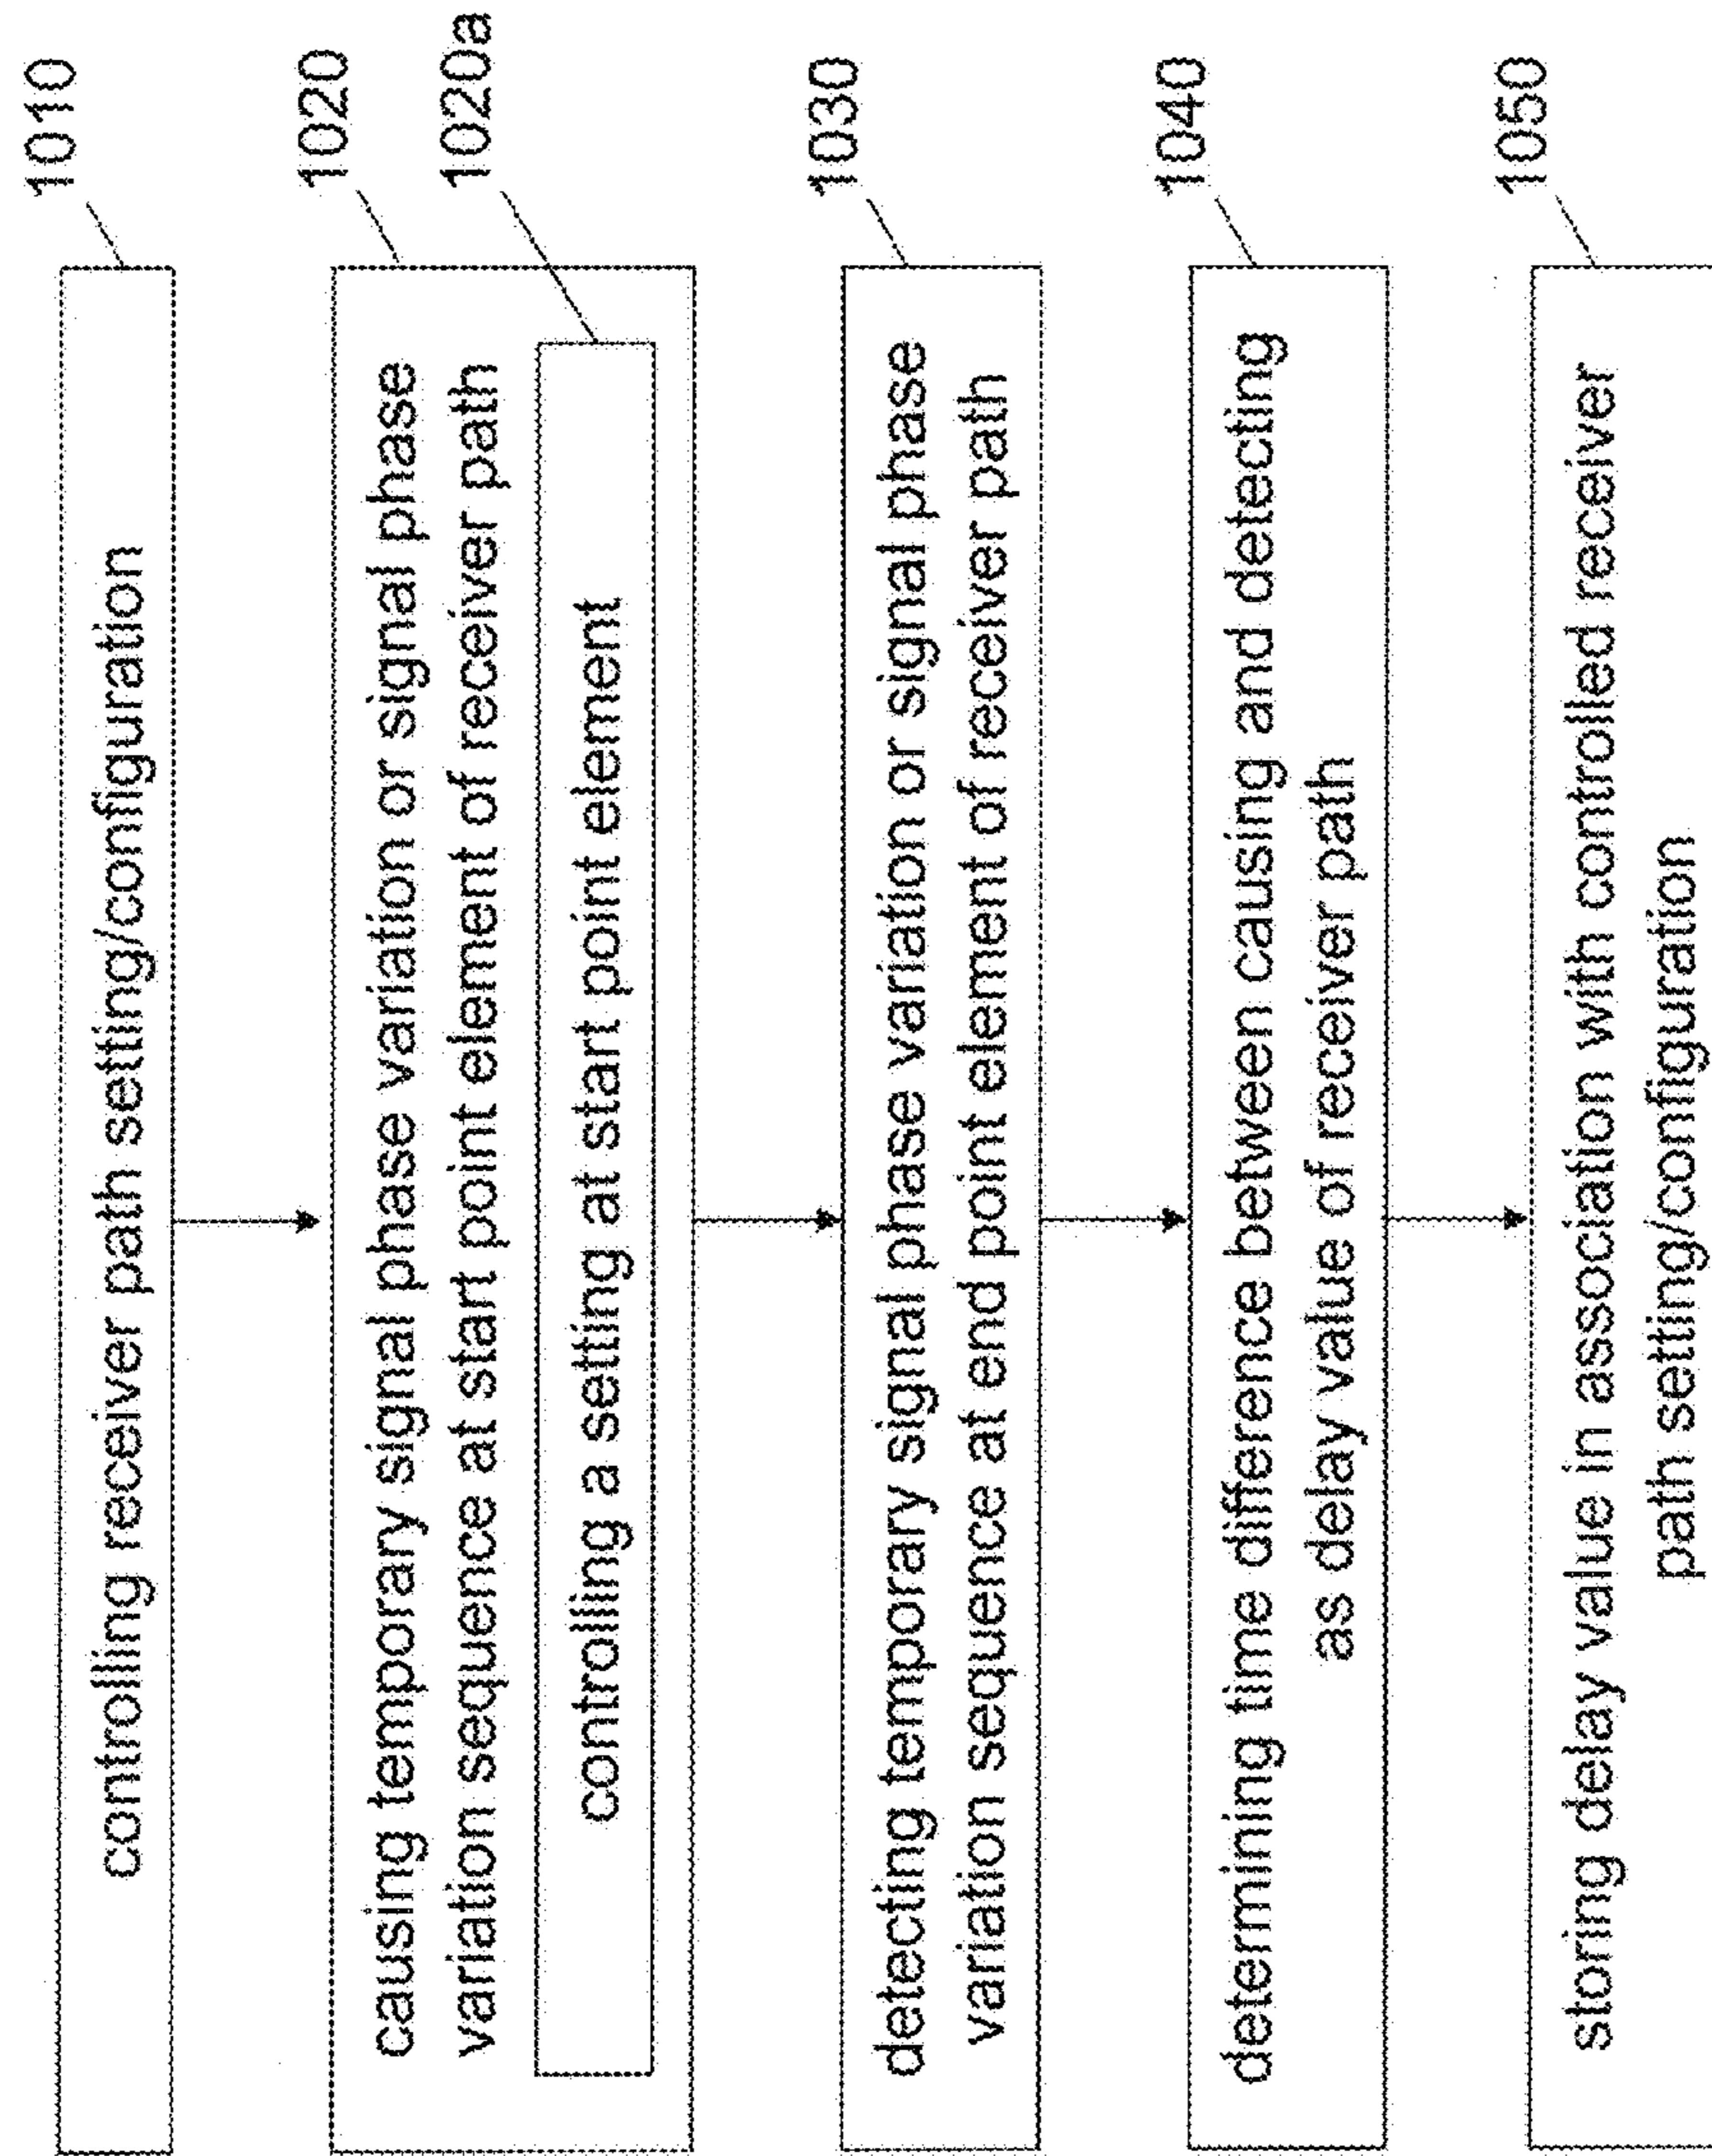 1010
controlling receiver path setting/configuration
1020
causing temporary signal phase variation or signal phase
variation sequence at start point element of receiver path
1020a
controlling a setting at start point element
1030
detecting temporary signal phase variation or signal phase
variation sequence at end point element of receiver path
1040
determining time difference between causing and detecting
as delay value of receiver path
1050
storing delay value in association with controlled receiver
path setting/configuration